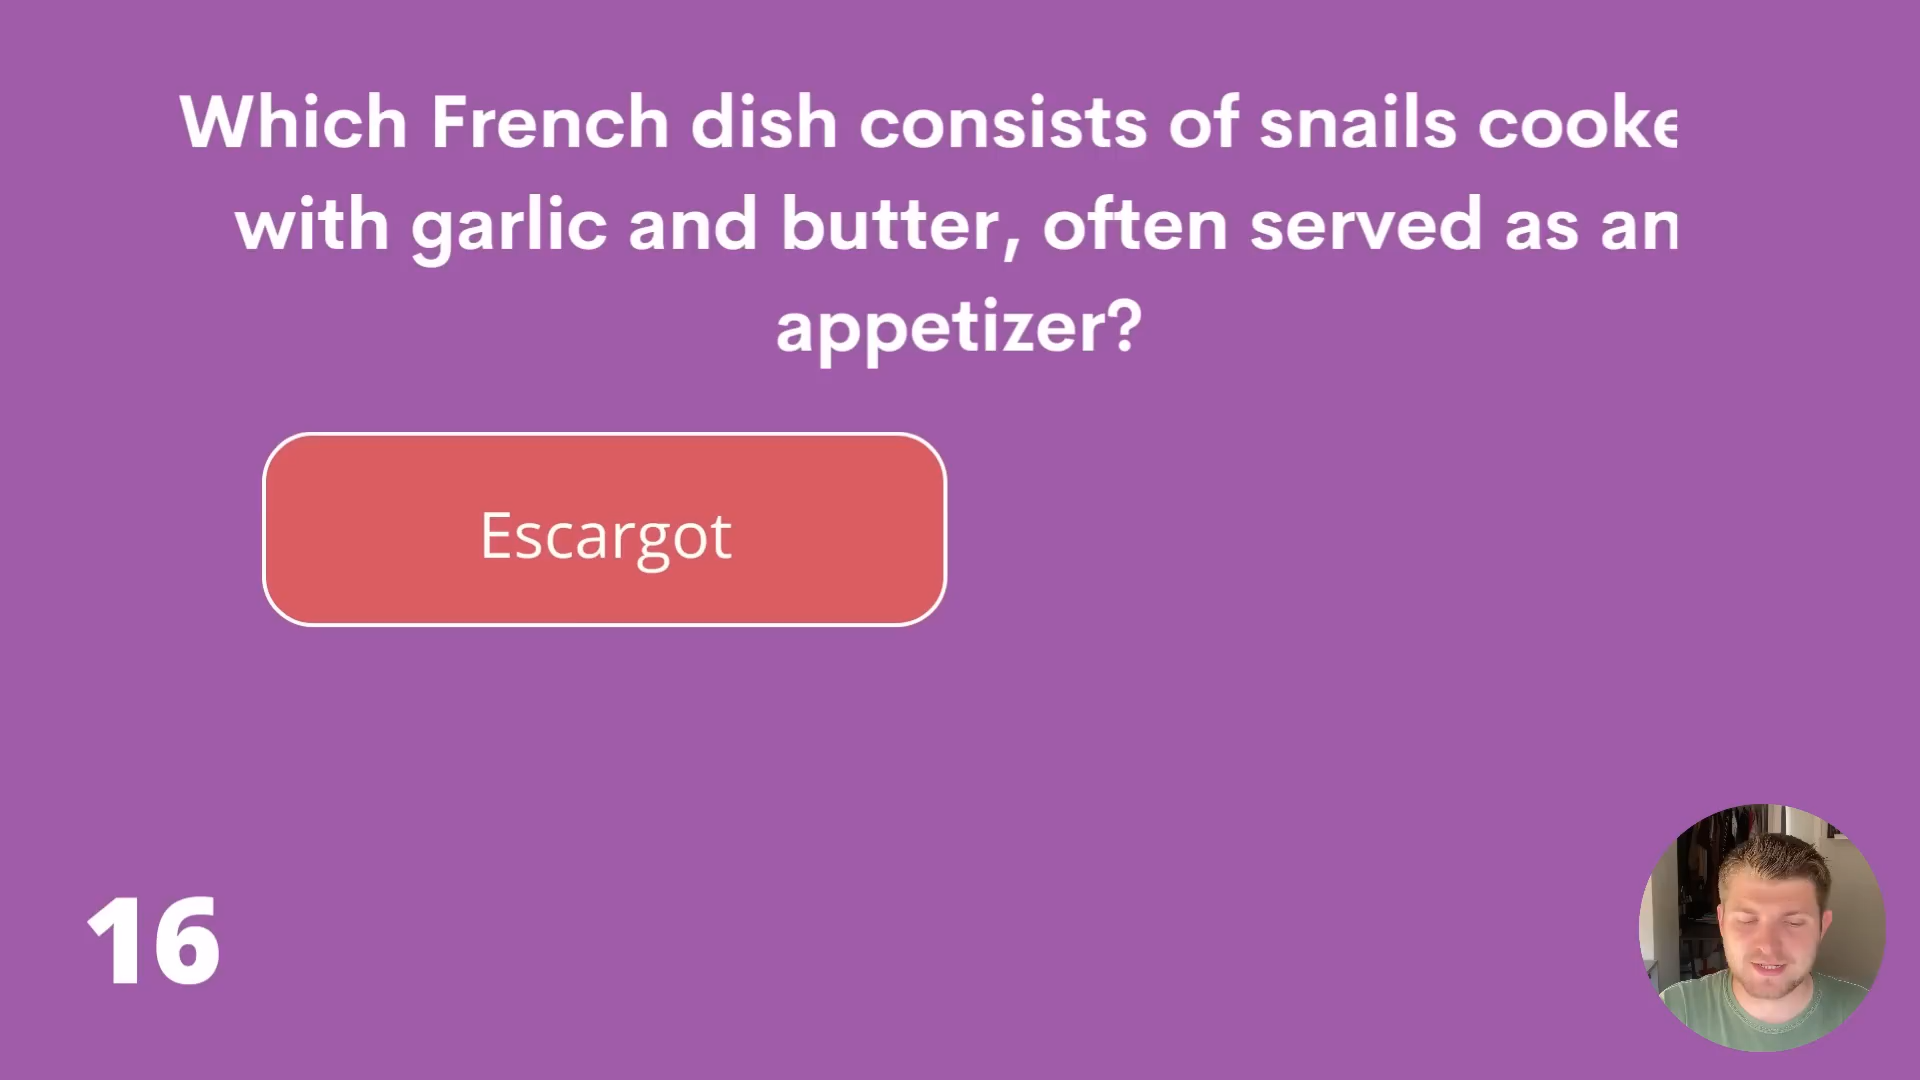 Which French dish consists of snails cooke
with garlic and butter, often served as an
appetizer?
Escargot
16